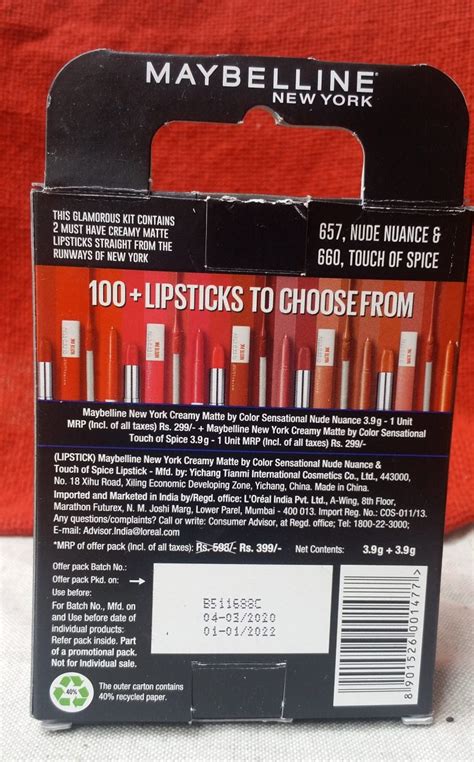 MAYBELLINE
NEW YORK
THIS GLAMOROUS KIT CONTAINS
2 MUST HAVE CREAMY MATTE
LIPSTICKS STRAIGHT FROM THE
RUNWAYS OF NEW YORK
657, NUDE NUANCE &
660, TOUCH OF SPICE
100 + LIPSTICKS TO CHOOSE FROM
Maybelline New York Creamy Matte by Color Sensational Nude Nuance 3.9 g - 1 Unit
MRP (Incl. of all taxes) Rs. 299/- + Maybelline New York Creamy Matte by Color Sensational
Touch of Spice 3.9 g - 1 Unit MRP (Incl. of all taxes) Rs. 299/-
(LIPSTICK) Maybelline New York Creamy Matte by Color Sensational Nude Nuance &
Touch of Spice Lipstick - Mfd. by: Yichang Tianmi International Cosmetics Co., Ltd., 443000,
No. 18 Xihu Road, Xiling Economic Developing Zone, Yichang, China. Made in China.
Imported and Marketed in India by/Regd. office: L'Oréal India Pvt. Ltd., A-Wing, 8th Floor,
Marathon Futurex, N. M. Joshi Marg, Lower Parel, Mumbai - 400 013. Import Reg. No.: COS-011/13.
Any questions/complaints? Call or write: Consumer Advisor, at Regd. office; Tel: 1800-22-3000;
E-mail: Advisor.India@loreal.com
*MRP of offer pack (Incl. of all taxes): Rs. 598/- Rs. 399/- Net Contents: 3.9 g + 3.9 g
Offer pack Batch No.:
Offer pack Pkd. on:
Use before:
B511688C
04-03/2020
01-01/2022
For Batch No., Mfd. on
and Use before date of
individual products:
Refer pack inside. Part
of a promotional pack.
Not for Individual sale.
40%
The outer carton contains
40% recycled paper.
8 901526 001477